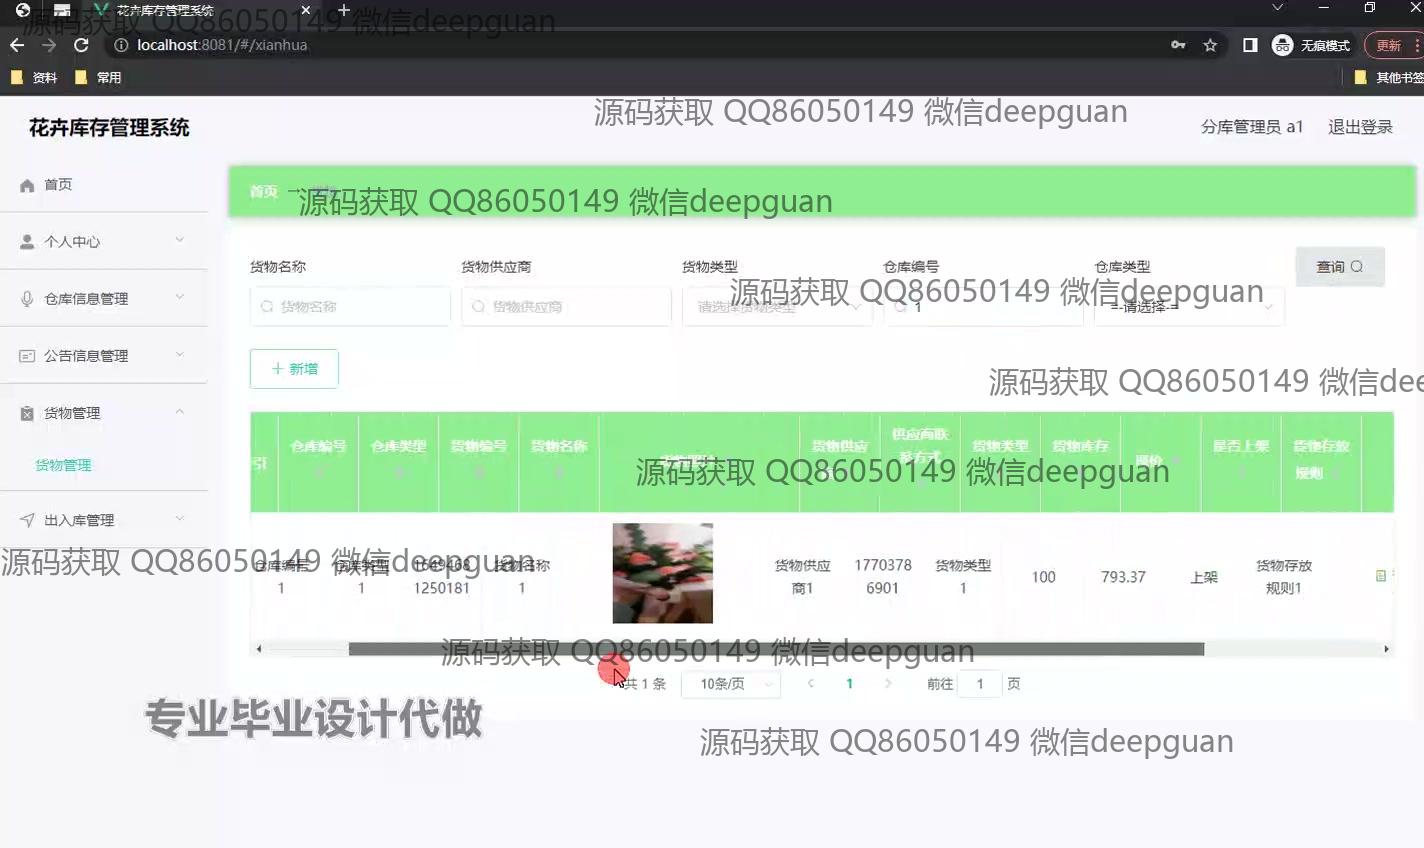 花卉库存管理系统
源码获取 QQ86050149 微信deepguan
localhost:8081/#/xianhua
无痕模式
更新
资料
常用
其他书签
源码获取 QQ86050149 微信deepguan
花卉库存管理系统
分库管理员 a1
退出登录
首页
首页
源码获取 QQ86050149 微信deepguan
个人中心
仓库信息管理
公告信息管理
货物管理
货物管理
出入库管理
货物名称
货物供应商
货物类型
仓库编号
仓库类型
查询
源码获取 QQ86050149 微信deepguan
货物名称
货物供应商
请选择货物类型
1
=-请选择-=
新增
源码获取 QQ86050149 微信dee
引
仓库编号
仓库类型
货物编号
货物名称
货物供应
供应商联
系方式
货物类型
货物库存
是否上架
货物存放
规则
源码获取 QQ86050149 微信deepguan
源码获取 QQ86050149 微信deepguan
仓库编号
1
仓库类型
1
1649468
1250181
货物名称
1
货物供应
商1
1770378
6901
货物类型
1
100
793.37
上架
货物存放
规则1
源码获取 QQ86050149 微信deepguan
共 1 条
10条/页
1
前往
1
页
专业毕业设计代做
源码获取 QQ86050149 微信deepguan